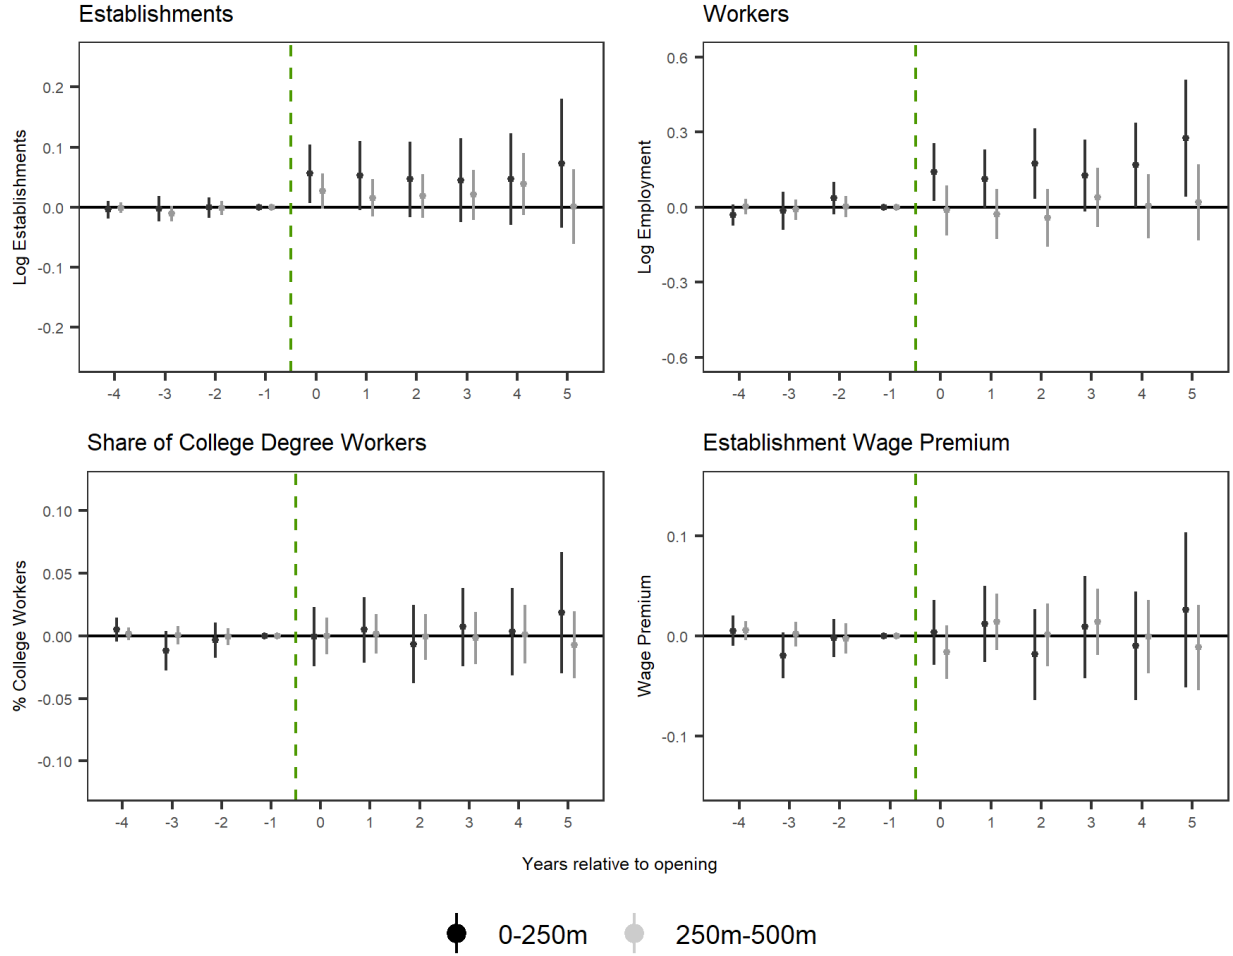 Establishments
Workers
Log Establishments
0.2
0.1
0.0
-0.1
-0.2
-4 -3 -2 -1 0 1 2 3 4 5
Log Employment
0.6
0.3
0.0
-0.3
-0.6
-4 -3 -2 -1 0 1 2 3 4 5
Share of College Degree Workers
Establishment Wage Premium
% College Workers
0.10
0.05
0.00
-0.05
-0.10
-4 -3 -2 -1 0 1 2 3 4 5
Wage Premium
0.1
0.0
-0.1
-4 -3 -2 -1 0 1 2 3 4 5
Years relative to opening
0-250m 250m-500m